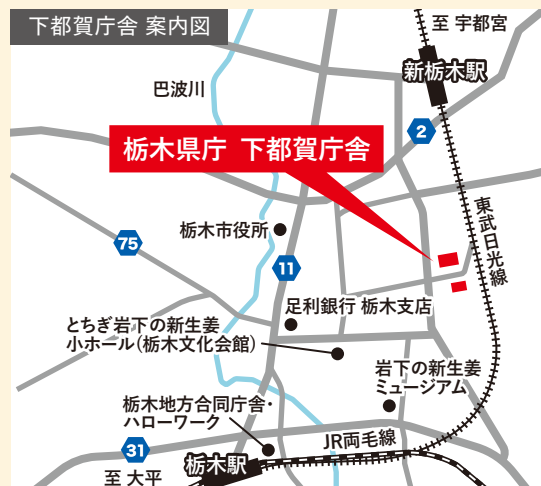 下都賀庁舎 案内図
至 宇都宮
新栃木駅
巴波川
2
栃木県庁 下都賀庁舎
東武日光線
栃木市役所
75
11
足利銀行 栃木支店
とちぎ岩下の新生姜
小ホール(栃木文化会館)
岩下の新生姜
ミュージアム
栃木地方合同庁舎・
ハローワーク
JR両毛線
31
栃木駅
至 大平